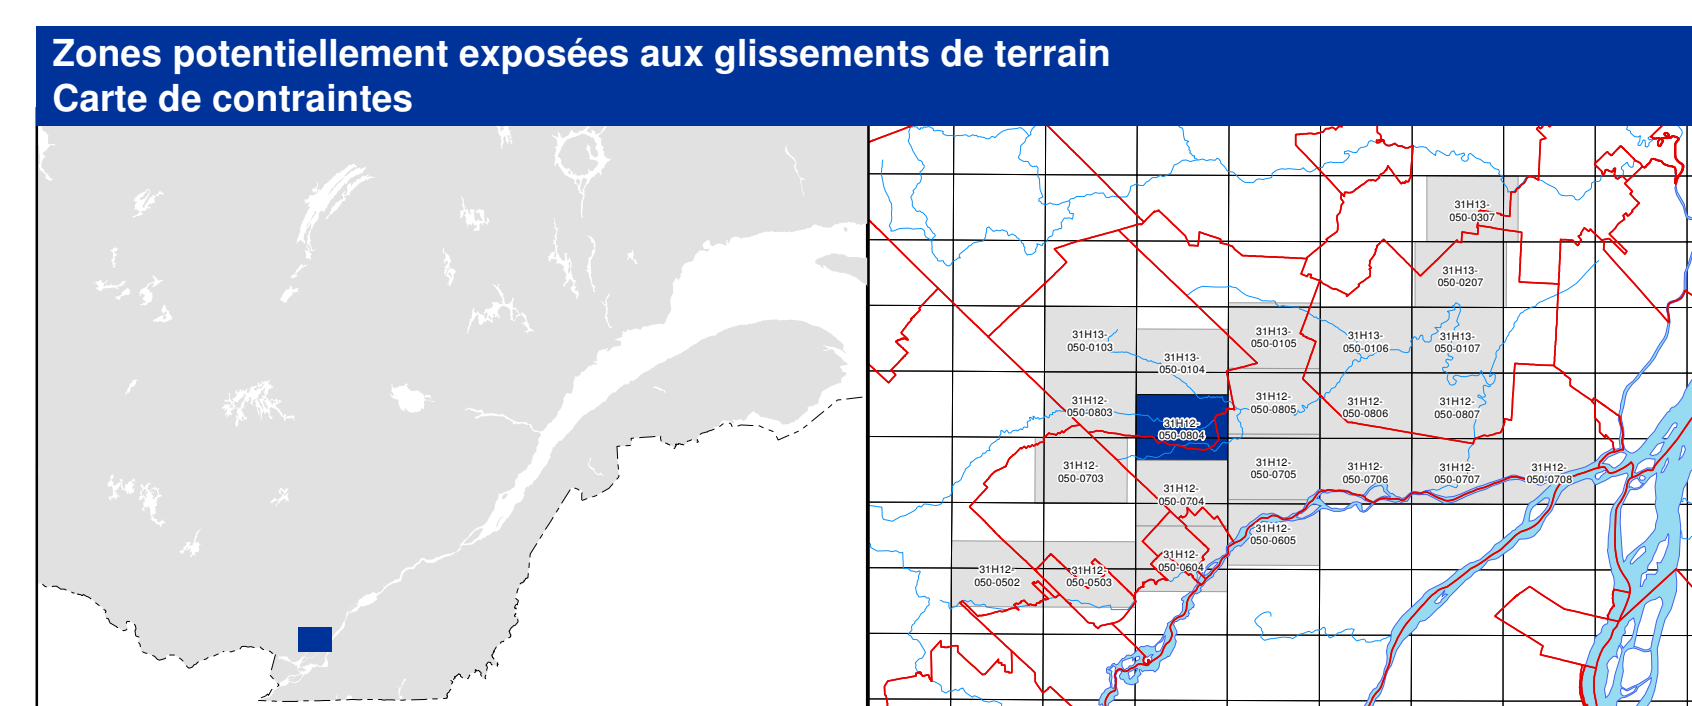 Zones potentiellement exposées aux glissements de terrain
Carte de contraintes
31H13-
050-0307
31H13-
050-0207
31H13-
050-0103
31H13-
050-0104
31H13-
050-0105
31H13-
050-0106
31H13-
050-0107
31H12-
050-0803
31H12-
050-0804
31H12-
050-0805
31H12-
050-0806
31H12-
050-0807
31H12-
050-0703
31H12-
050-0704
31H12-
050-0705
31H12-
050-0706
31H12-
050-0707
31H12-
050-0708
31H12-
050-0605
31H12-
050-0604
31H12-
050-0502
31H12-
050-0503